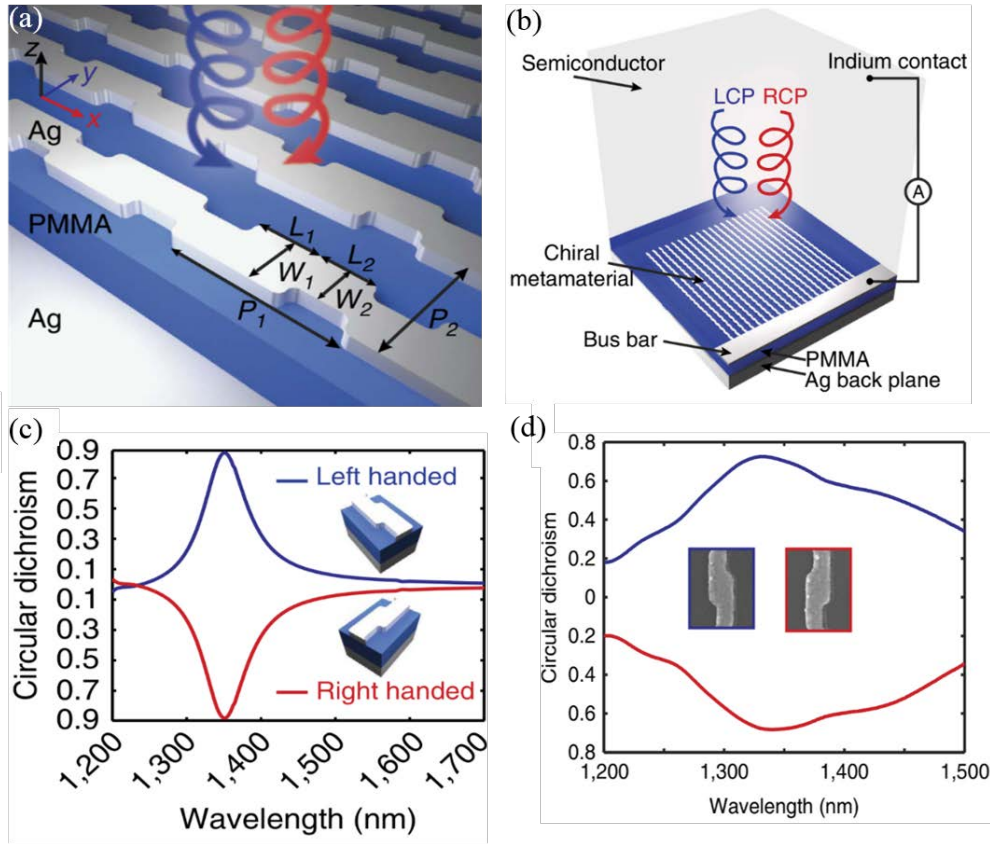 (a)
z
y
x
Ag
PMMA
Ag
L1
L2
W1
W2
P1
P2
(b)
Semiconductor
Indium contact
LCP RCP
A
Chiral
metamaterial
Bus bar
PMMA
Ag back plane
(c)
Circular dichroism
0.9
0.7
0.5
0.3
0.1
0.1
0.3
0.5
0.7
0.9
Left handed
Right handed
1,200
1,300
1,400
1,500
1,600
1,700
Wavelength (nm)
(d)
Circular dichroism
0.8
0.6
0.4
0.2
0
0.2
0.4
0.6
0.8
1,200
1,300
1,400
1,500
Wavelength (nm)